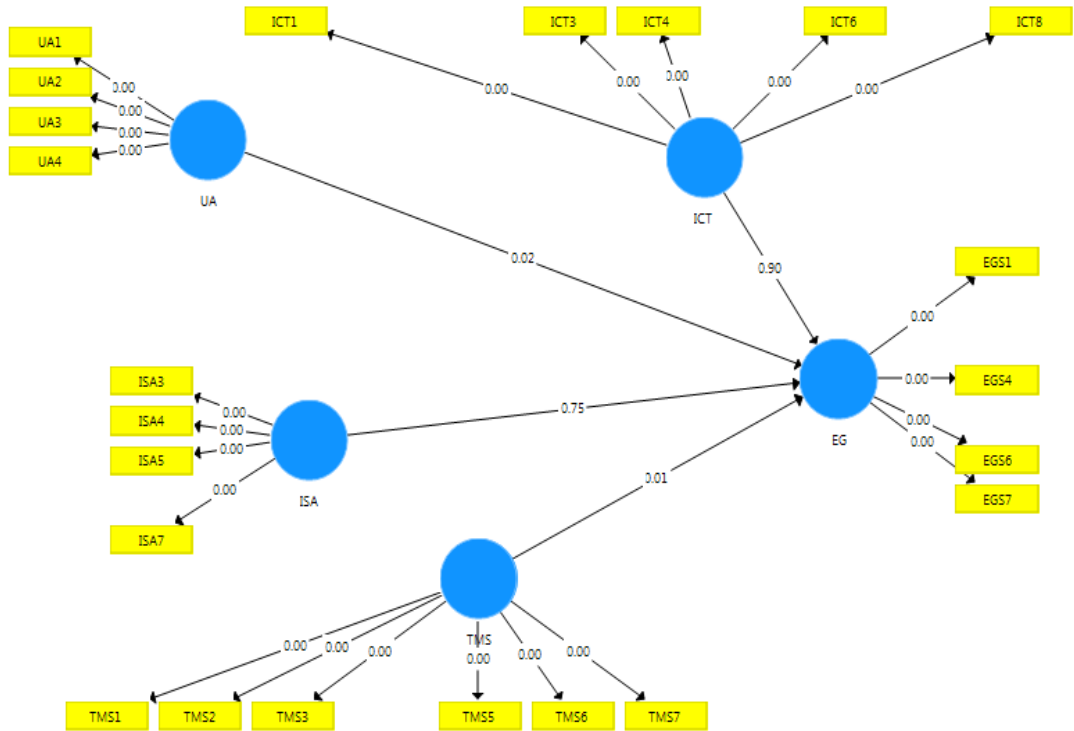 ICT1
ICT3
ICT4
ICT6
ICT8
UA1
UA2
UA3
UA4
0.00
0.00
0.00
0.00
0.00
0.00
0.00
0.00
0.00
UA
ICT
0.02
0.90
EGS1
EGS4
EGS6
EGS7
0.00
0.00
0.00
0.00
EG
ISA3
ISA4
ISA5
ISA7
0.00
0.00
0.00
0.00
ISA
0.75
0.01
TMS
0.00
0.00
0.00
0.00
0.00
0.00
TMS1
TMS2
TMS3
TMS5
TMS6
TMS7